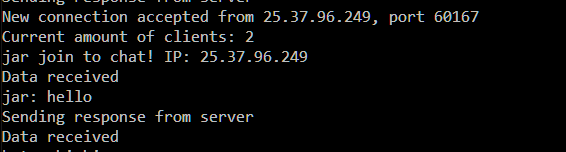 Sending response from server
New connection accepted from 25.37.96.249, port 60167
Current amount of clients: 2
jar join to chat! IP: 25.37.96.249
Data received
jar: hello
Sending response from server
Data received